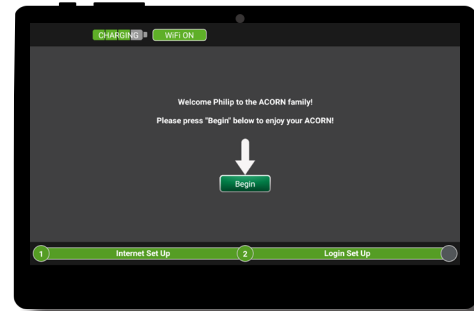 CHARGING WiFi ON
Welcome Philip to the ACORN family!
Please press "Begin" below to enjoy your ACORN!
Begin
1 Internet Set Up 2 Login Set Up